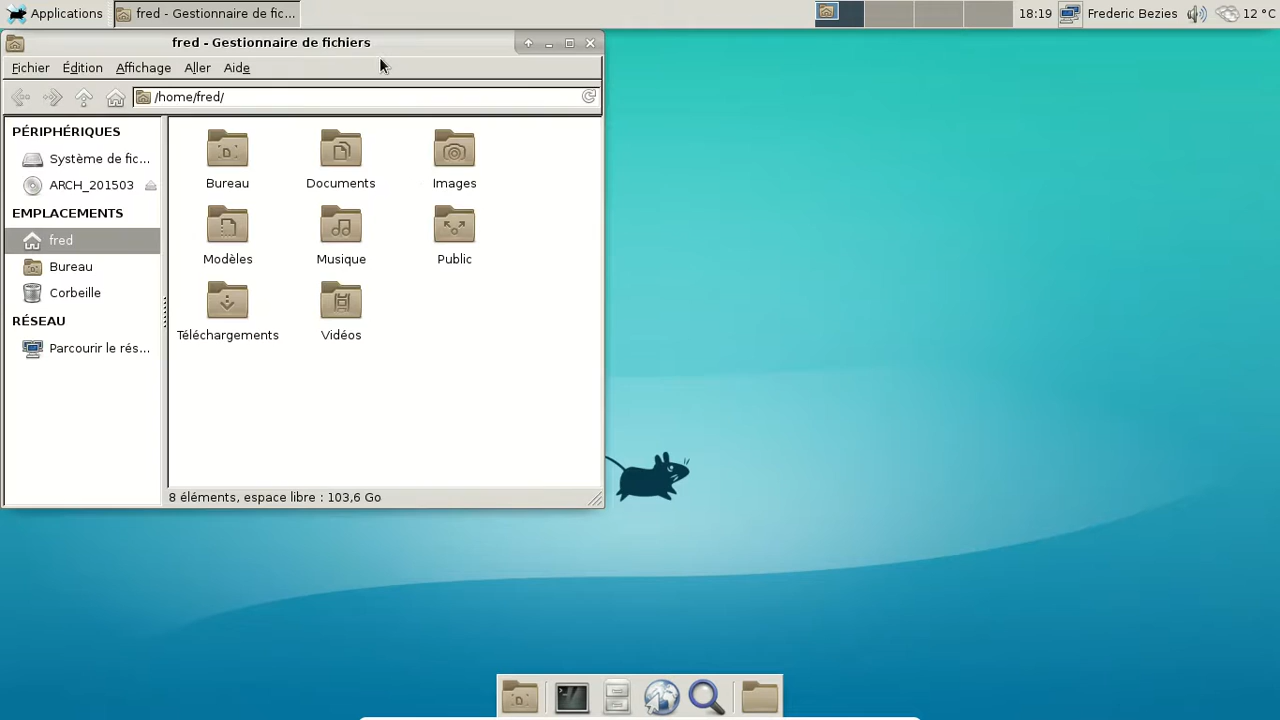 Applications
fred - Gestionnaire de fic...
18:19
Frederic Bezies
12 °C
fred - Gestionnaire de fichiers
Fichier Édition Affichage Aller Aide
/home/fred/
PÉRIPHÉRIQUES
Système de fic...
ARCH_201503
EMPLACEMENTS
fred
Bureau
Corbeille
RÉSEAU
Parcourir le rés...
Bureau Documents Images
Modèles Musique Public
Téléchargements Vidéos
8 éléments, espace libre : 103,6 Go